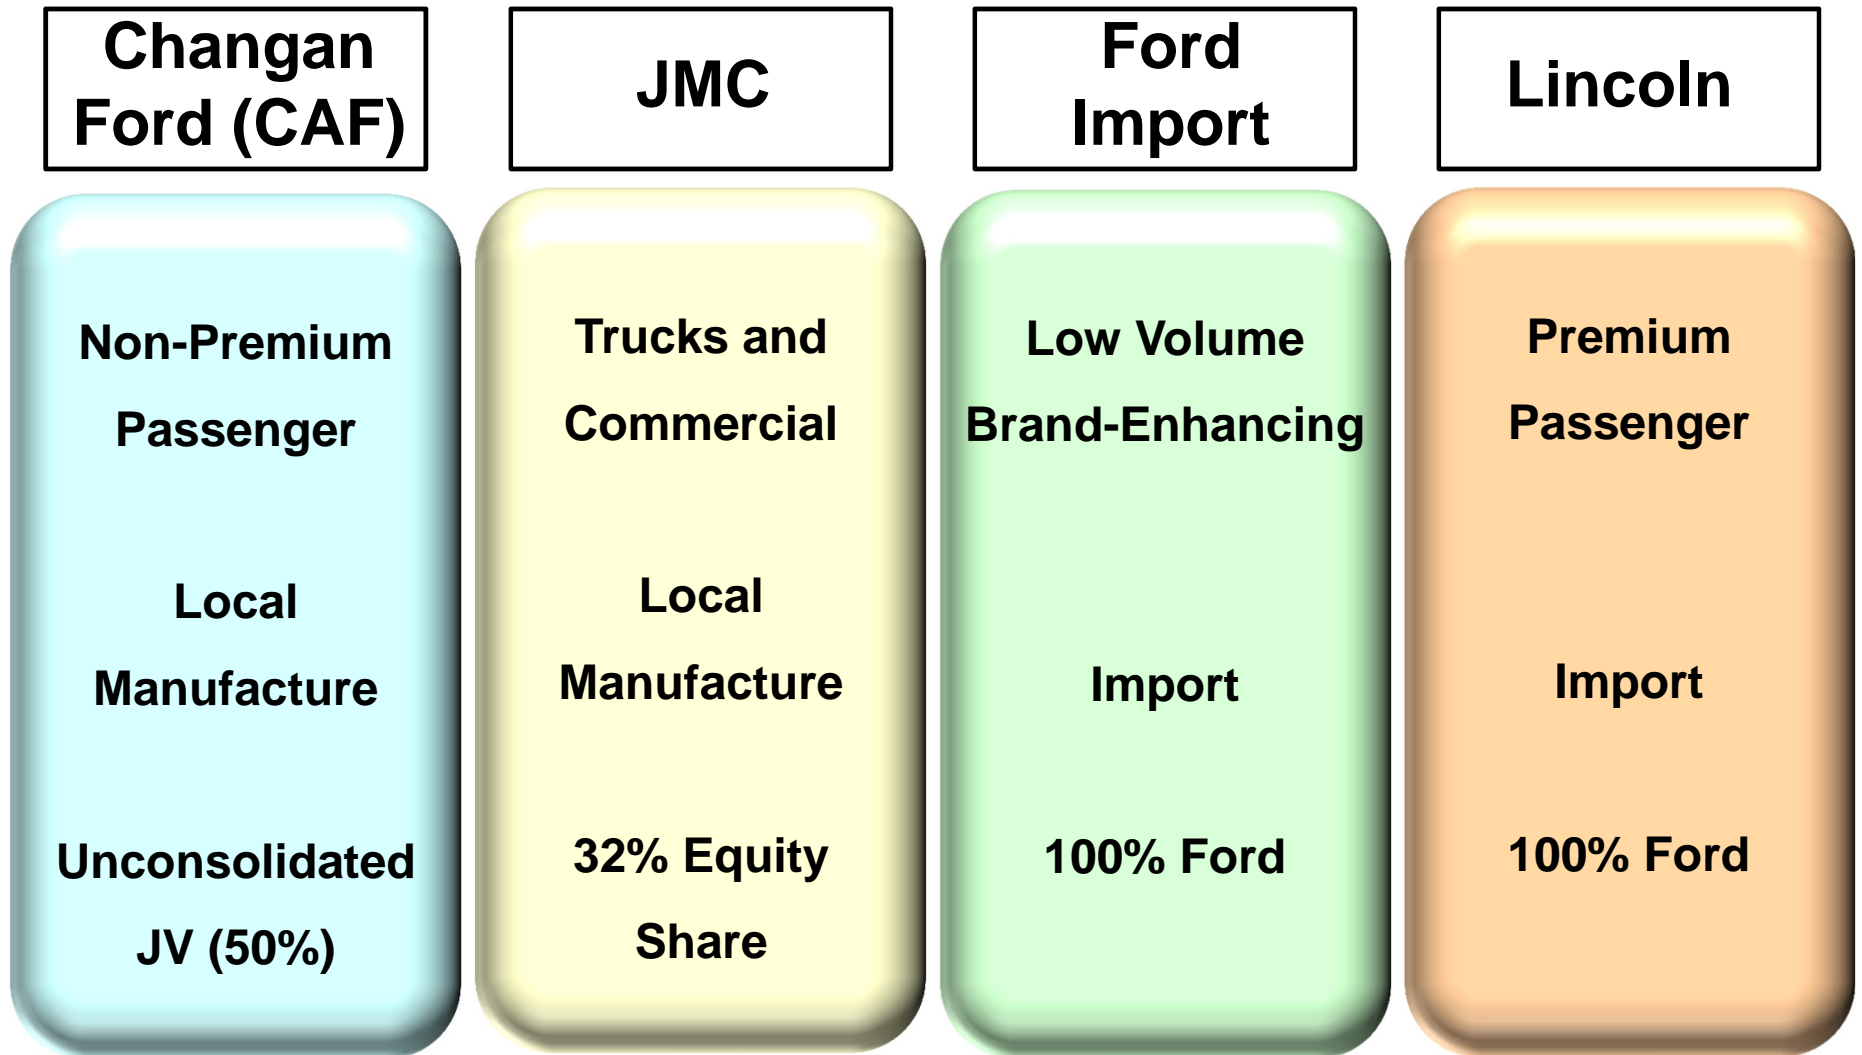 Changan
Ford (CAF)
JMC
Ford
Import
Lincoln
Non-Premium
Passenger
Local
Manufacture
Unconsolidated
JV (50%)
Trucks and
Commercial
Local
Manufacture
32% Equity
Share
Low Volume
Brand-Enhancing
Import
100% Ford
Premium
Passenger
Import
100% Ford